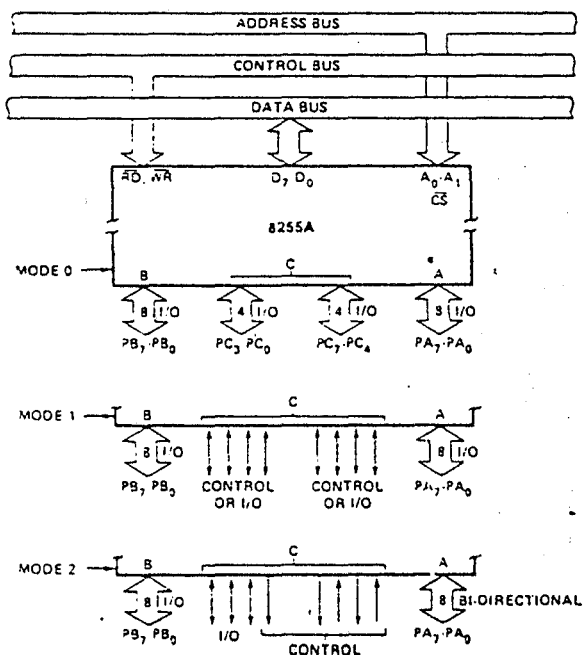 ADDRESS BUS
CONTROL BUS
DATA BUS
RD, WR D7-D0 A0-A1
CS
8255A
MODE 0 B C A
8 I/O 4 I/O 4 I/O 8 I/O
PB7-PB0 PC3-PC0 PC7-PC4 PA7-PA0
MODE 1 B C A
8 I/O 8 I/O
PB7-PB0 CONTROL OR I/O CONTROL OR I/O PA7-PA0
MODE 2 B C A
8 I/O 8 BI-DIRECTIONAL
PB7-PB0 I/O PA7-PA0
CONTROL